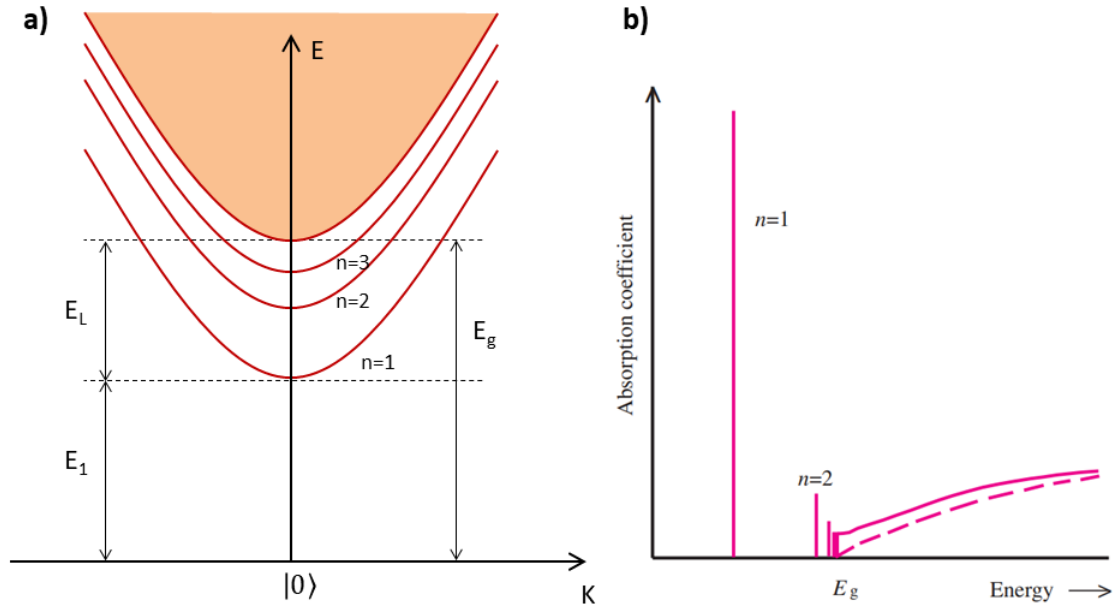 a)
E
n=3
n=2
n=1
E_L
E_g
E_1
|0⟩
K
b)
Absorption coefficient
n=1
n=2
E_g
Energy